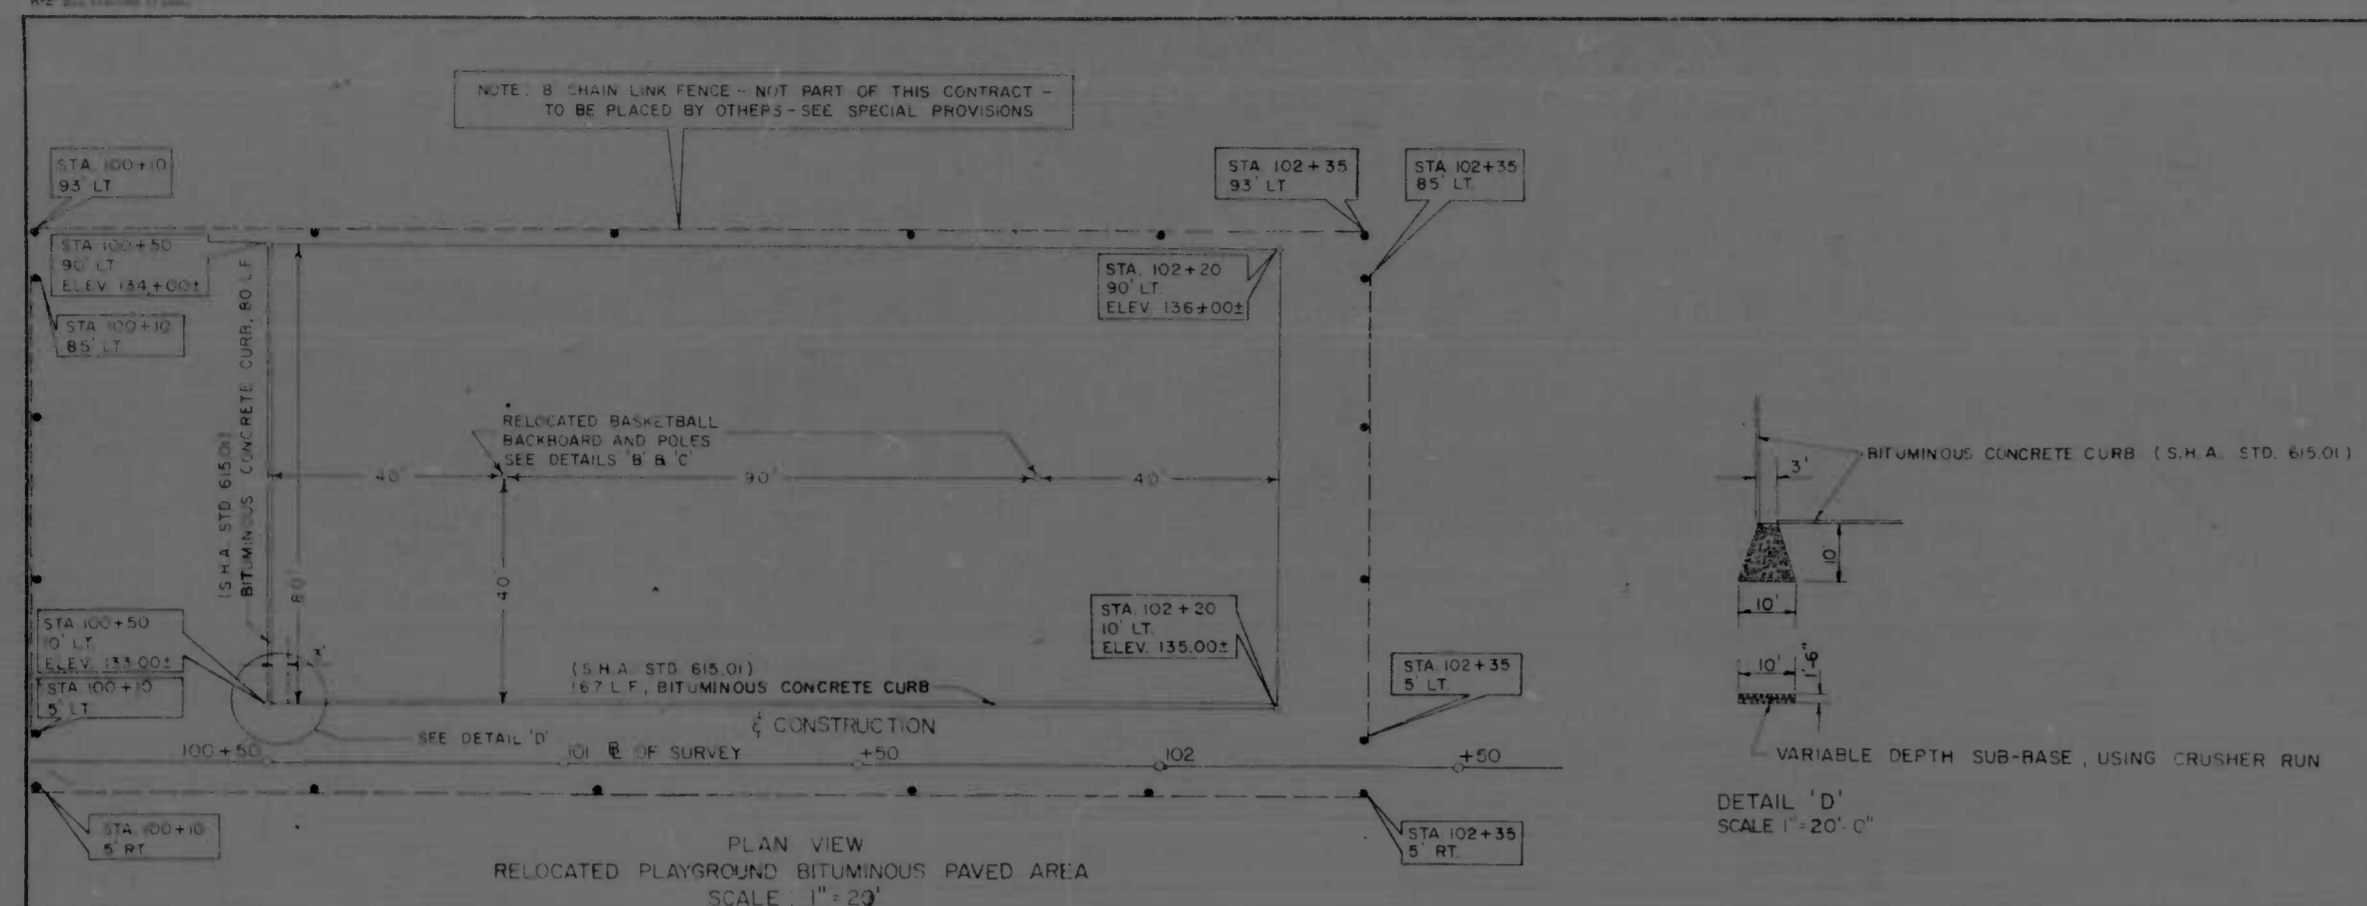 NOTE: 8' CHAIN LINK FENCE - NOT PART OF THIS CONTRACT -
TO BE PLACED BY OTHERS - SEE SPECIAL PROVISIONS
STA 100+10
93' LT
STA 102+35
93' LT
STA 102+35
85' LT.
STA 100+50
90' LT
ELEV 134+00±
STA 100+10
85' LT
STA. 102+20
90' LT.
ELEV. 136+00±
(S.H.A. STD 615.01)
BITUMINOUS CONCRETE CURB, 80 L.F.
80'
RELOCATED BASKETBALL
BACKBOARD AND POLES
SEE DETAILS 'B' & 'C'
40'
90'
40'
40'
STA 100+50
10' LT.
ELEV. 133.00±
STA 100+10
5' LT
3'
STA. 102+20
10' LT.
ELEV. 135.00±
(S.H.A. STD 615.01)
167 L.F., BITUMINOUS CONCRETE CURB
STA 102+35
5' LT.
℄ CONSTRUCTION
SEE DETAIL 'D'
100+50
101
B OF SURVEY
+50
102
+50
STA 100+10
5' RT
STA 102+35
5' RT.
PLAN VIEW
RELOCATED PLAYGROUND BITUMINOUS PAVED AREA
SCALE : 1"=20'
BITUMINOUS CONCRETE CURB (S.H.A. STD. 615.01)
3'
10'
10'
10'
1'-6"
VARIABLE DEPTH SUB-BASE, USING CRUSHER RUN
DETAIL 'D'
SCALE 1"=20'-0"